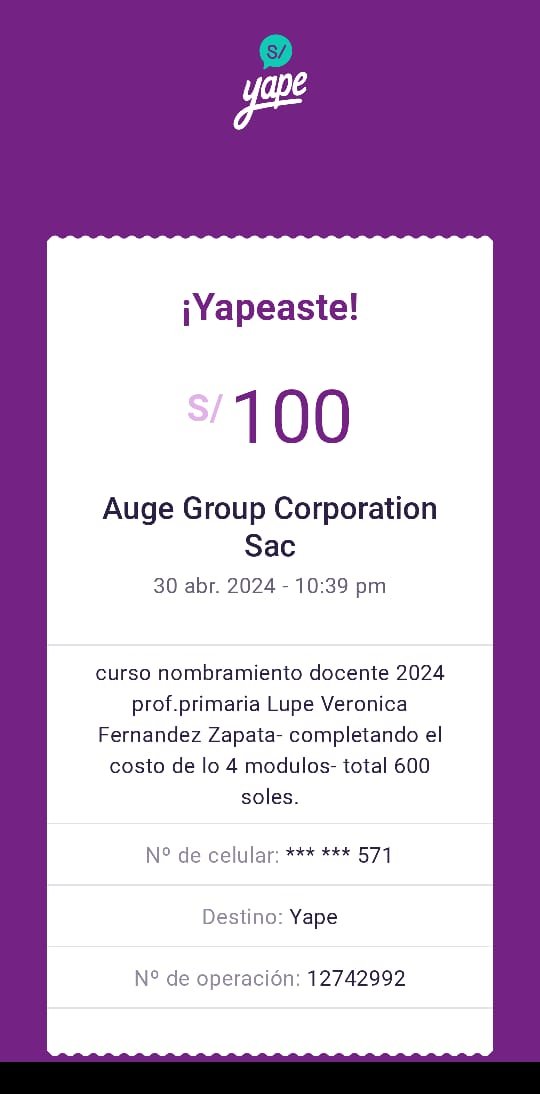 S/
yape
¡Yapeaste!
S/ 100
Auge Group Corporation
Sac
30 abr. 2024 - 10:39 pm
curso nombramiento docente 2024
prof.primaria Lupe Veronica
Fernandez Zapata- completando el
costo de lo 4 modulos- total 600
soles.
Nº de celular: *** *** 571
Destino: Yape
Nº de operación: 12742992